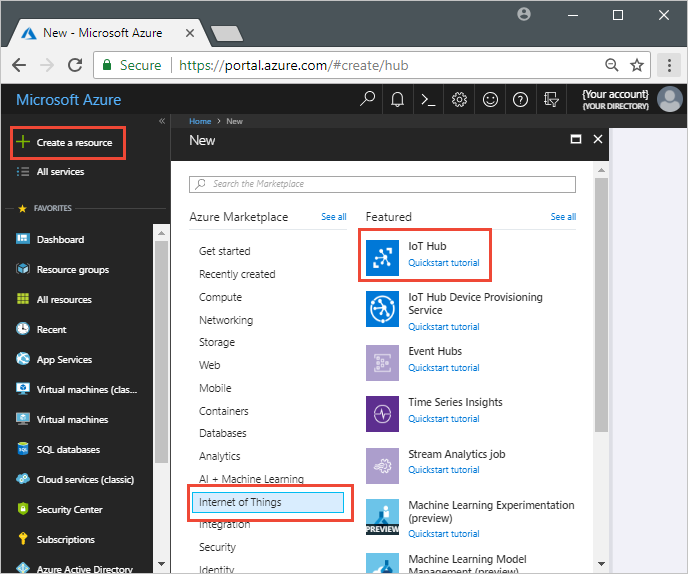 New - Microsoft Azure
Secure
https://portal.azure.com/#create/hub
Microsoft Azure
{Your account}
{YOUR DIRECTORY}
Create a resource
All services
FAVORITES
Dashboard
Resource groups
All resources
Recent
App Services
Virtual machines (clas...
Virtual machines
SQL databases
Cloud services (classic)
Security Center
Subscriptions
Azure Active Directory
Home > New
New
Search the Marketplace
Azure Marketplace
See all
Get started
Recently created
Compute
Networking
Storage
Web
Mobile
Containers
Databases
Analytics
AI + Machine Learning
Internet of Things
Integration
Security
Identity
Featured
See all
IoT Hub
Quickstart tutorial
IoT Hub Device Provisioning
Service
Quickstart tutorial
Event Hubs
Quickstart tutorial
Time Series Insights
Quickstart tutorial
Stream Analytics job
Quickstart tutorial
PREVIEW
Machine Learning Experimentation
(preview)
Quickstart tutorial
Machine Learning Model
Management (preview)